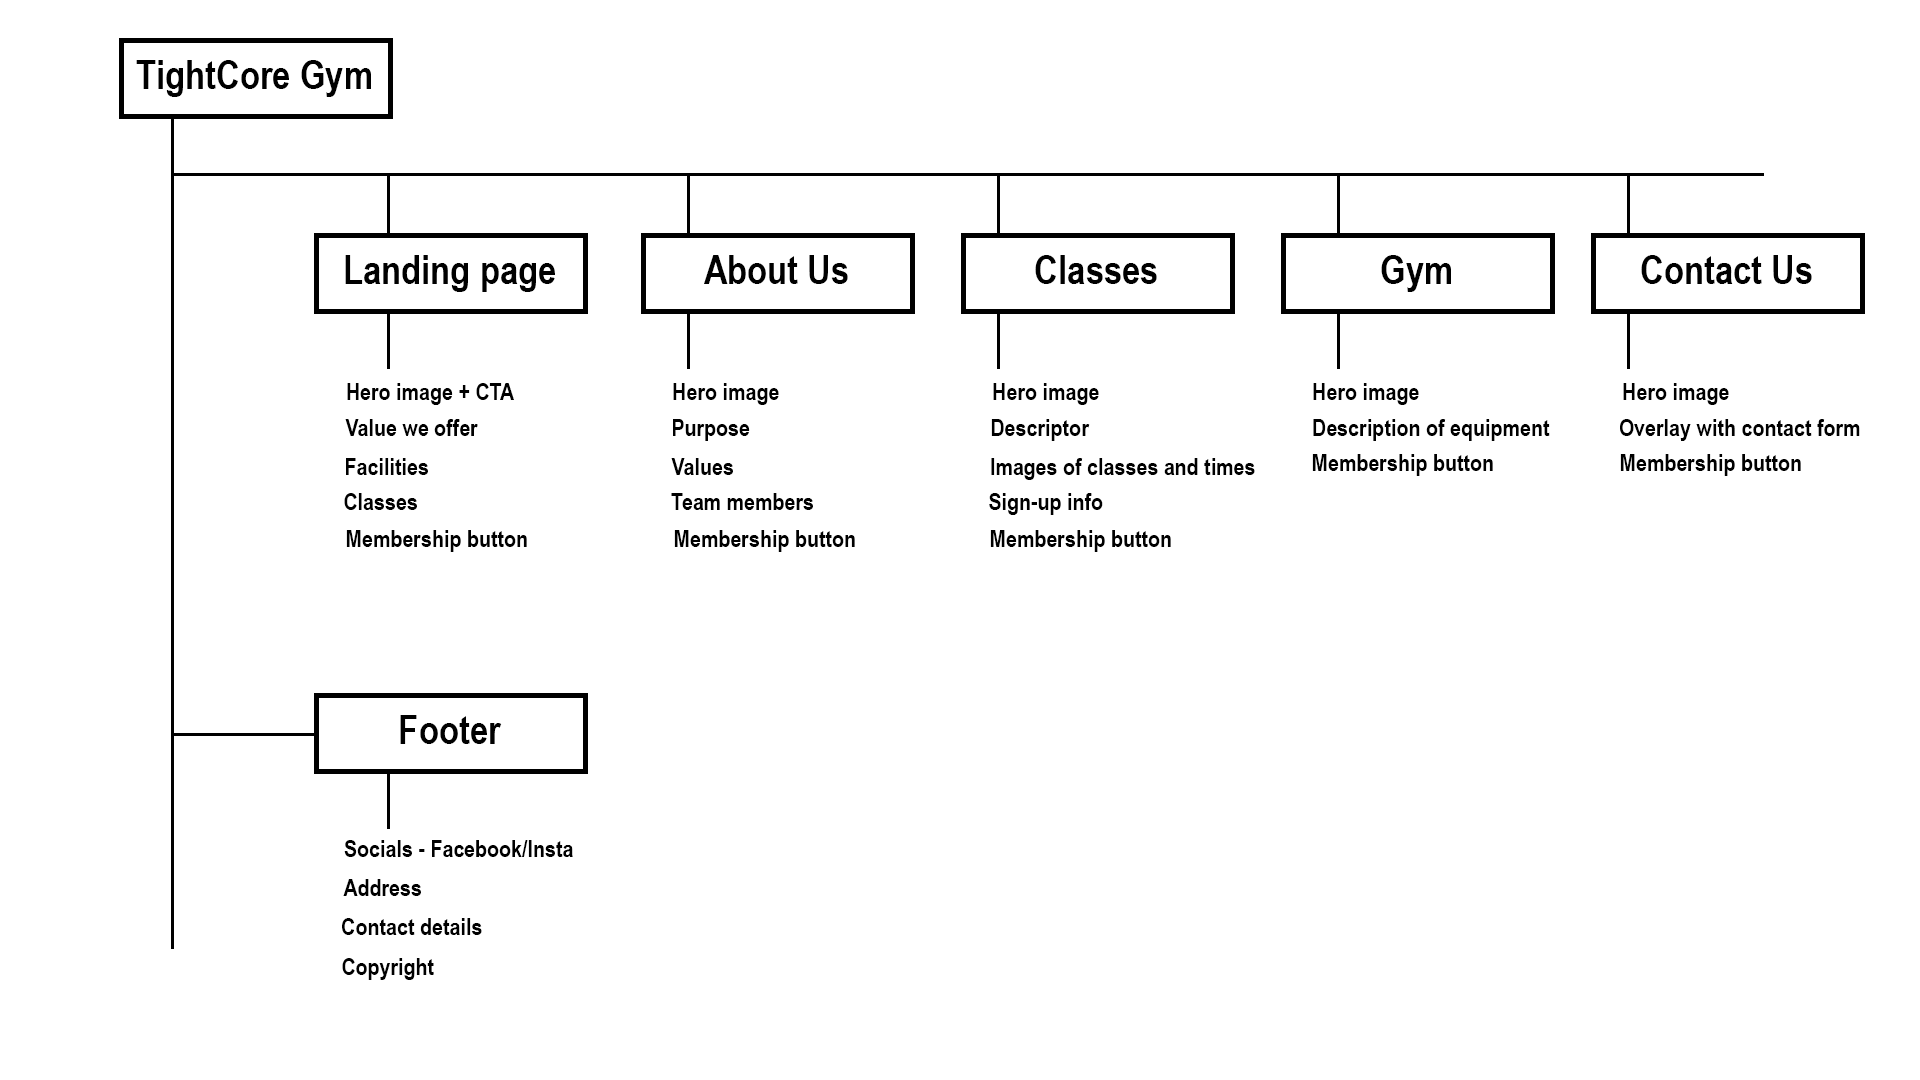 TightCore Gym
Landing page
About Us
Classes
Gym
Contact Us
Hero image + CTA
Value we offer
Facilities
Classes
Membership button
Hero image
Purpose
Values
Team members
Membership button
Hero image
Descriptor
Images of classes and times
Sign-up info
Membership button
Hero image
Description of equipment
Membership button
Hero image
Overlay with contact form
Membership button
Footer
Socials - Facebook/Insta
Address
Contact details
Copyright